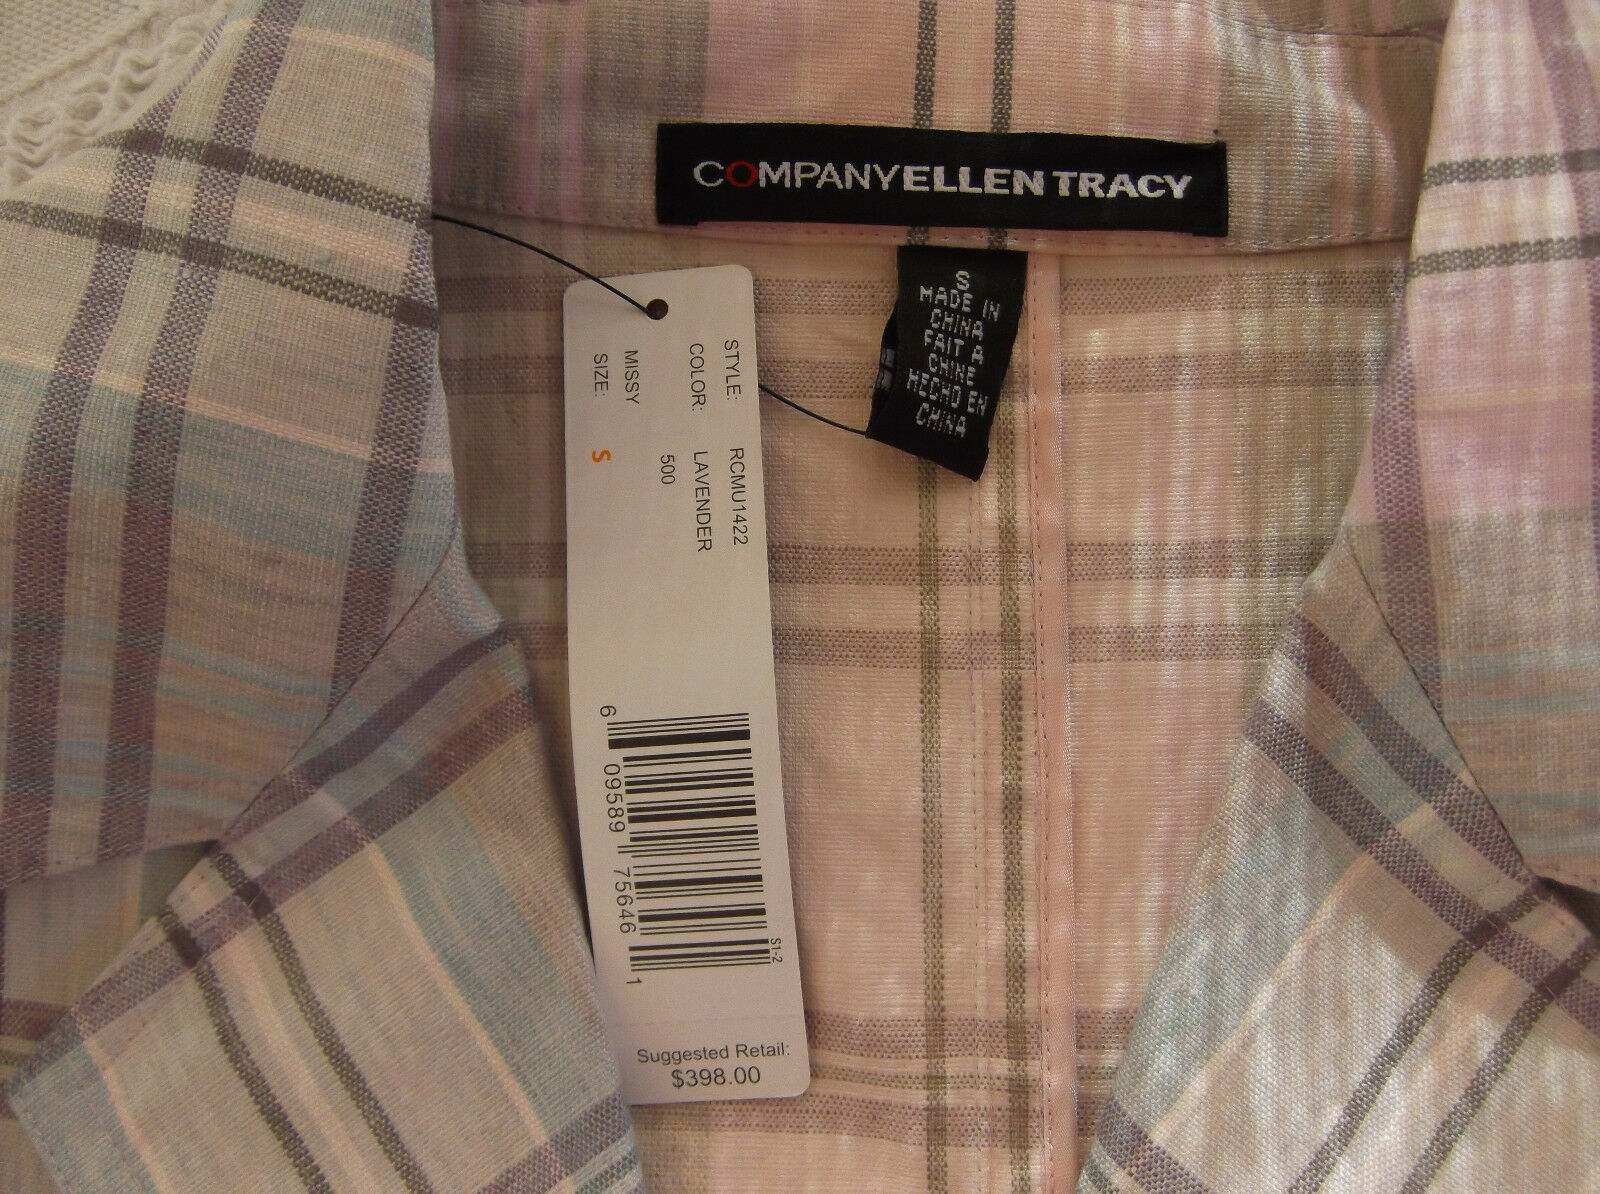 COMPANYELLEN TRACY
S
MADE IN
CHINA
FAIT A
CHINE
HECHO EN
CHINA
STYLE: RCMU1422
COLOR: LAVENDER
500
MISSY
SIZE: S
6 09589 75646 1
S1-2
Suggested Retail:
$398.00